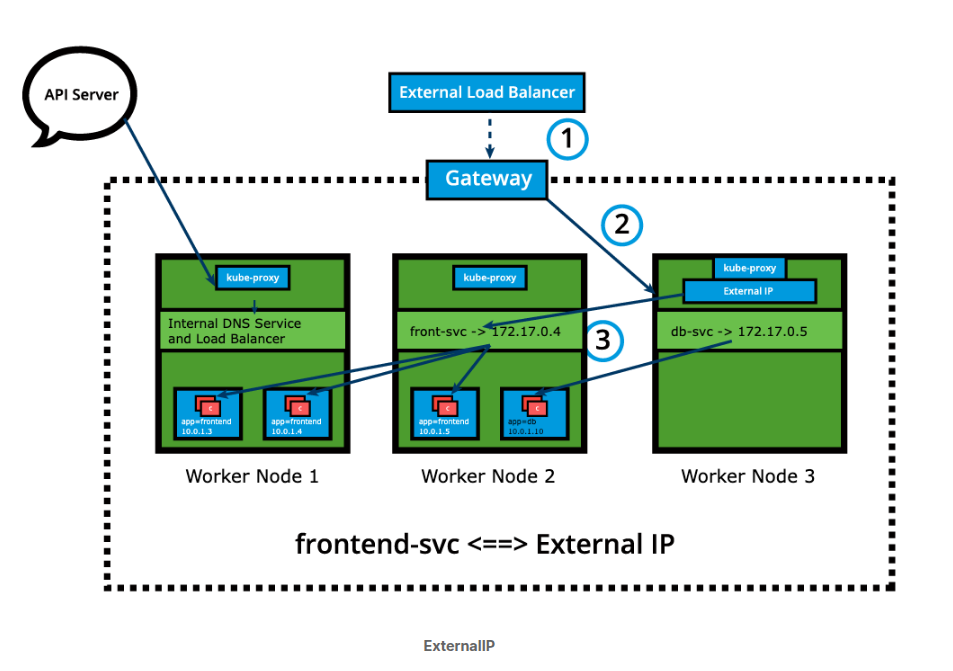 API Server
External Load Balancer
1
Gateway
2
kube-proxy
kube-proxy
kube-proxy
External IP
Internal DNS Service
and Load Balancer
front-svc -> 172.17.0.4
3
db-svc -> 172.17.0.5
c
app=frontend
10.0.1.3
c
app=frontend
10.0.1.4
c
app=frontend
10.0.1.5
c
app=db
10.0.1.10
Worker Node 1
Worker Node 2
Worker Node 3
frontend-svc <==> External IP
ExternalIP